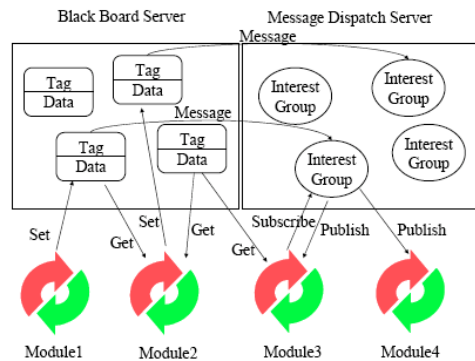 Black Board Server
Message Dispatch Server
Message
Tag
Data
Tag
Data
Interest
Group
Interest
Group
Message
Tag
Data
Tag
Data
Interest
Group
Interest
Group
Set
Get
Set
Get
Get
Subscribe
Publish
Publish
Module1
Module2
Module3
Module4